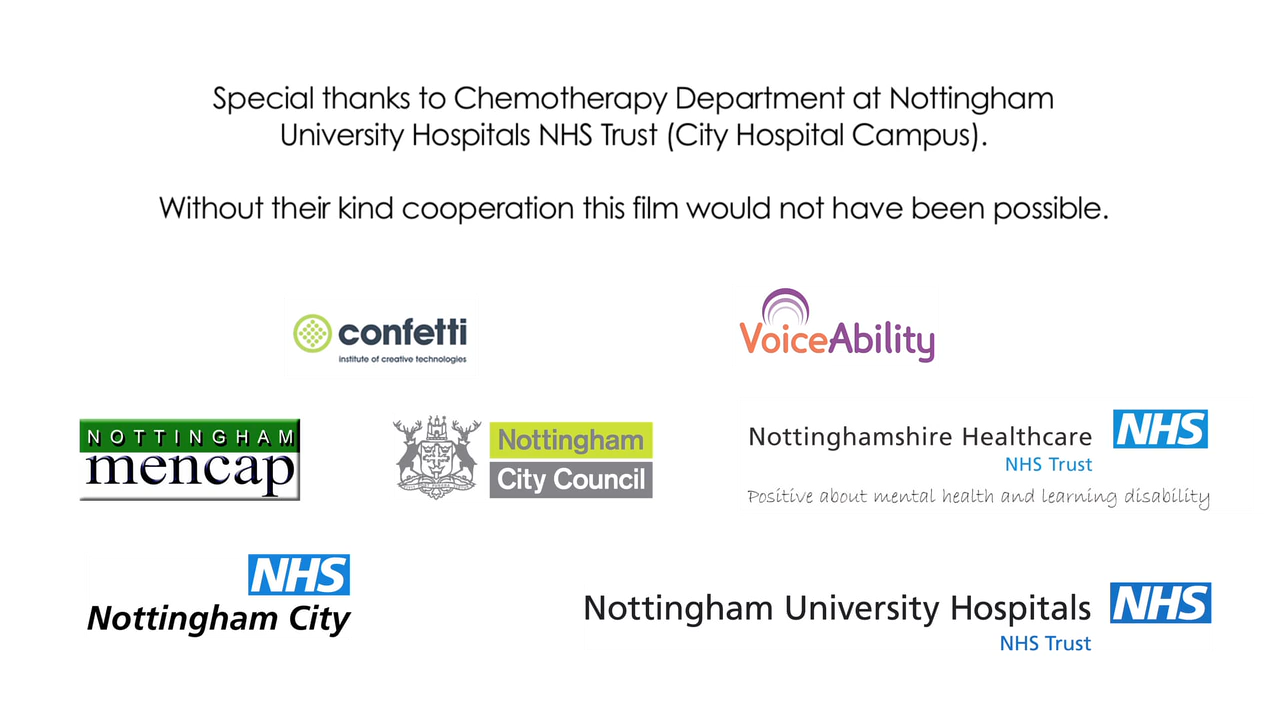 Special thanks to Chemotherapy Department at Nottingham
University Hospitals NHS Trust (City Hospital Campus).
Without their kind cooperation this film would not have been possible.
confetti
institute of creative technologies
VoiceAbility
NOTTINGHAM
mencap
Nottingham
City Council
Nottinghamshire Healthcare NHS
NHS Trust
Positive about mental health and learning disability
NHS
Nottingham City
Nottingham University Hospitals NHS
NHS Trust